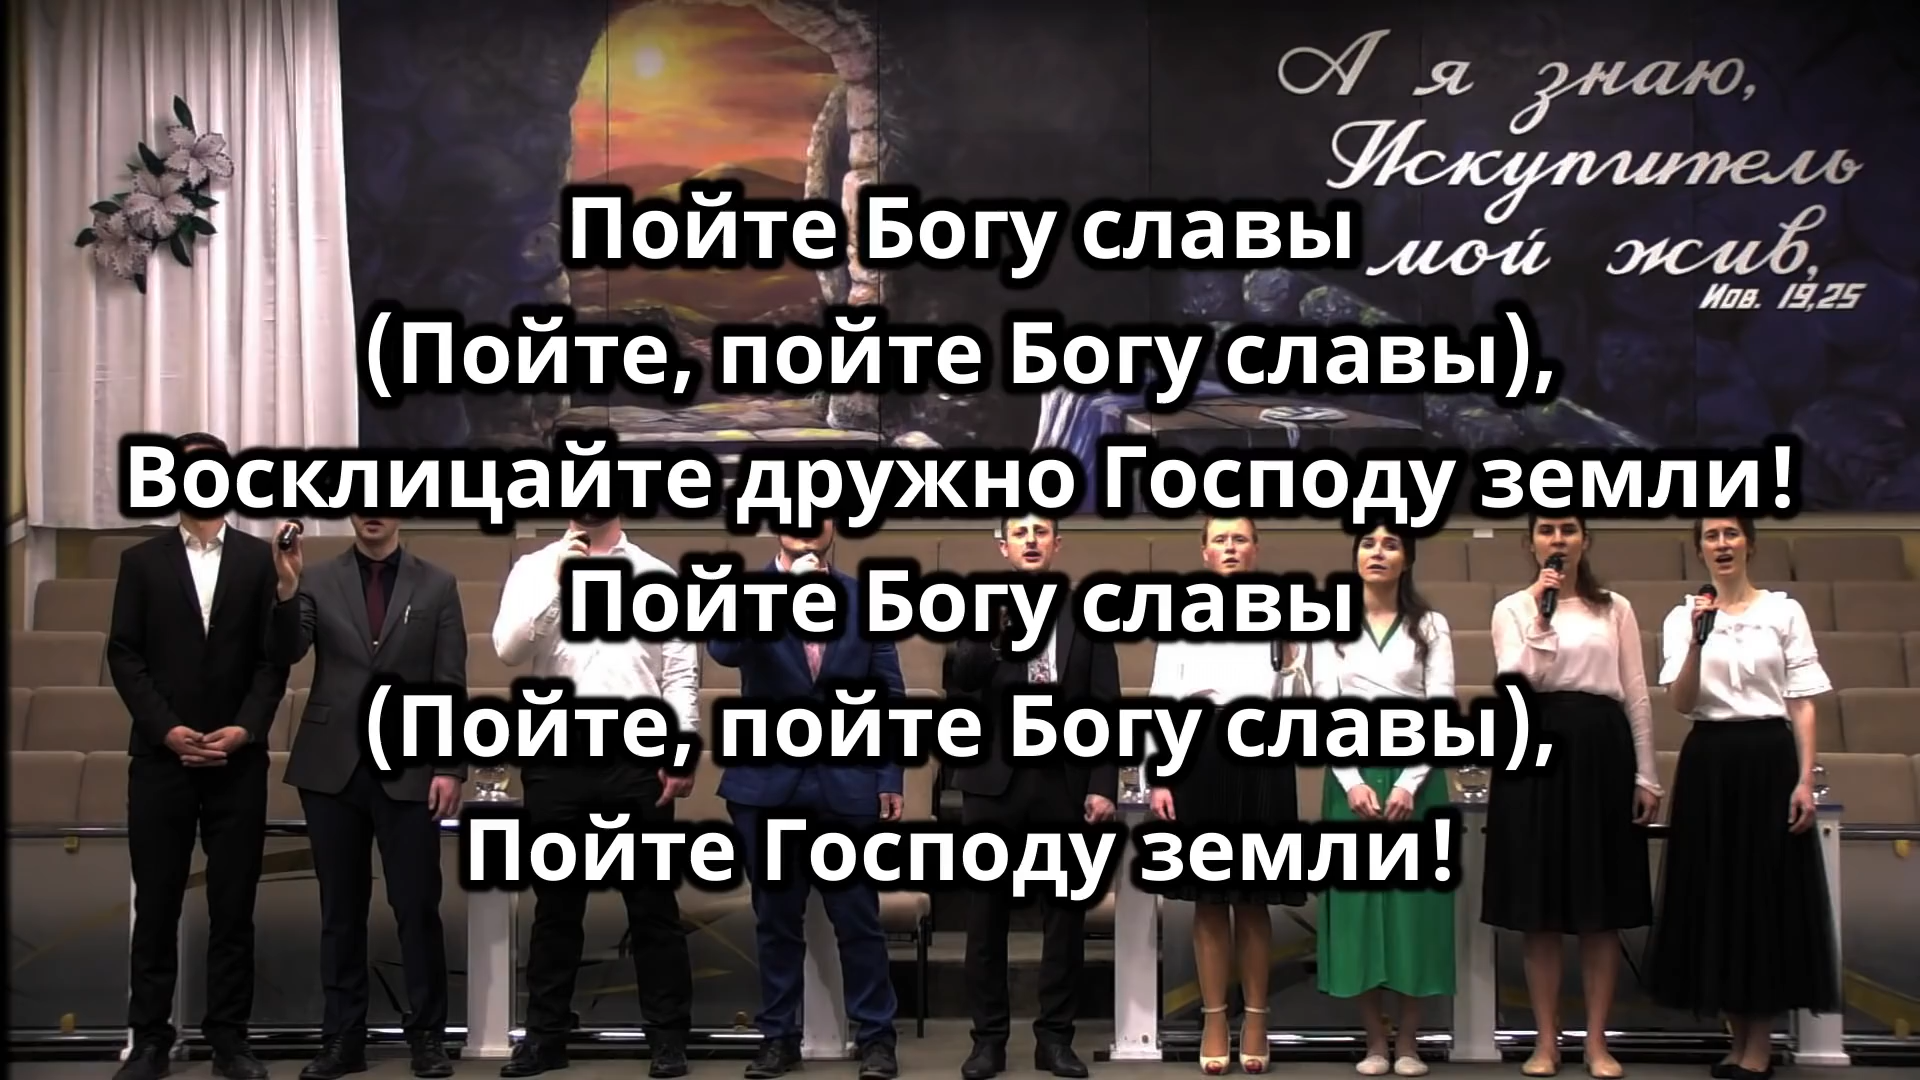 А я знаю,
Искупитель
мой жив,
Иов. 19,25
Пойте Богу славы
(Пойте, пойте Богу славы),
Восклицайте дружно Господу земли!
Пойте Богу славы
(Пойте, пойте Богу славы),
Пойте Господу земли!